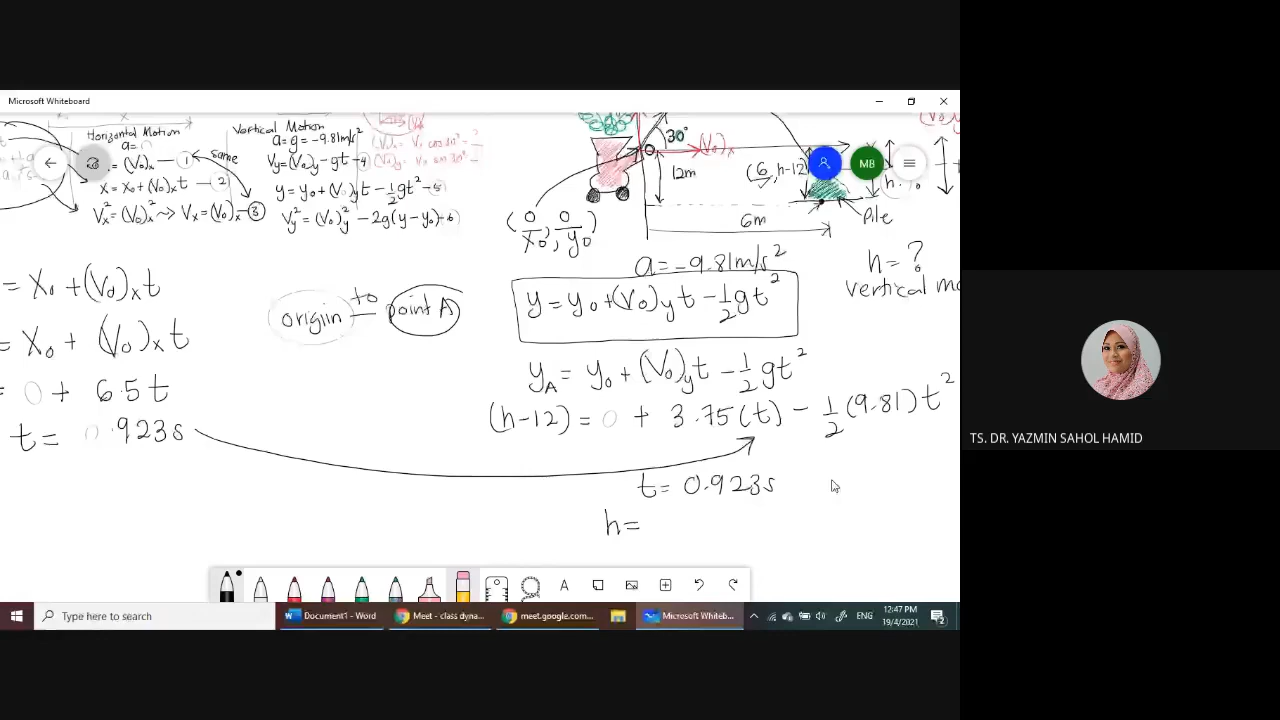 Microsoft Whiteboard
Horizontal Motion
a = 0
= (V₀)ₓ — ①
same
x = x₀ + (V₀)ₓt — ②
Vₓ² = (V₀)ₓ² ~> Vₓ = (V₀)ₓ — ③
Vertical Motion
a = g = -9.81m/s²
Vy = (V₀)y - gt — 4
y = y₀ + (V₀)yt - ½gt² — 5
Vy² = (V₀)y² - 2g(y - y₀) — 6
30°
(V₀)ₓ
12m
(6, h-12)
MB
h = ?
(0/x₀, 0/y₀)
6m
Pile
a = -9.81m/s²
h = ?
vertical mo
y = y₀ + (V₀)y t - ½gt²
= X₀ + (V₀)ₓt
origiin to point A
= X₀ + (V₀)ₓ t
yA = y₀ + (V₀)yt - ½gt²
= 0 + 6.5t
(h-12) = 0 + 3.75(t) - ½(9.81)t²
t = 0.923s
t = 0.923s
h =
TS. DR. YAZMIN SAHOL HAMID
A
Type here to search
Document1 - Word
Meet - class dyna...
meet.google.com...
Microsoft Whiteb...
ENG
12:47 PM
19/4/2021